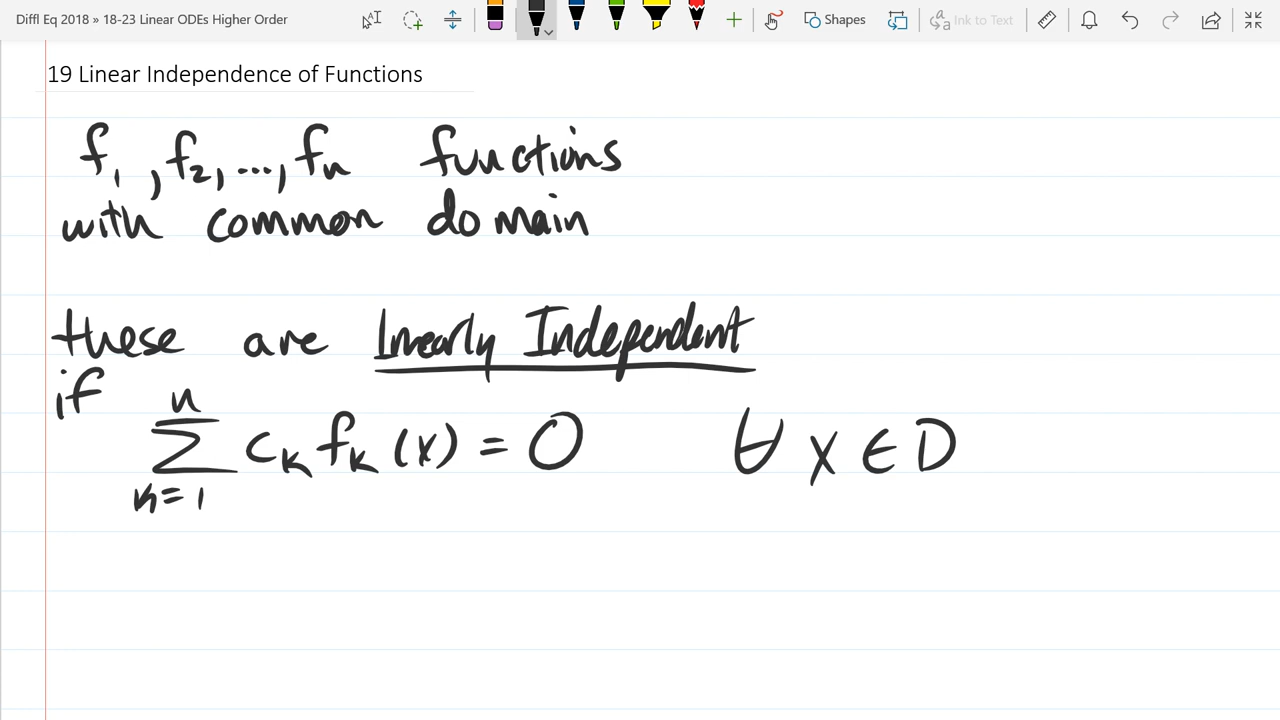 Diffl Eq 2018 » 18-23 Linear ODEs Higher Order
Shapes
Ink to Text
19 Linear Independence of Functions
f₁, f₂, ..., fₙ functions
with common domain
these are Linearly Independent
if
n
∑ cₖ fₖ (x) = 0 ∀ x ∈ D
k=1